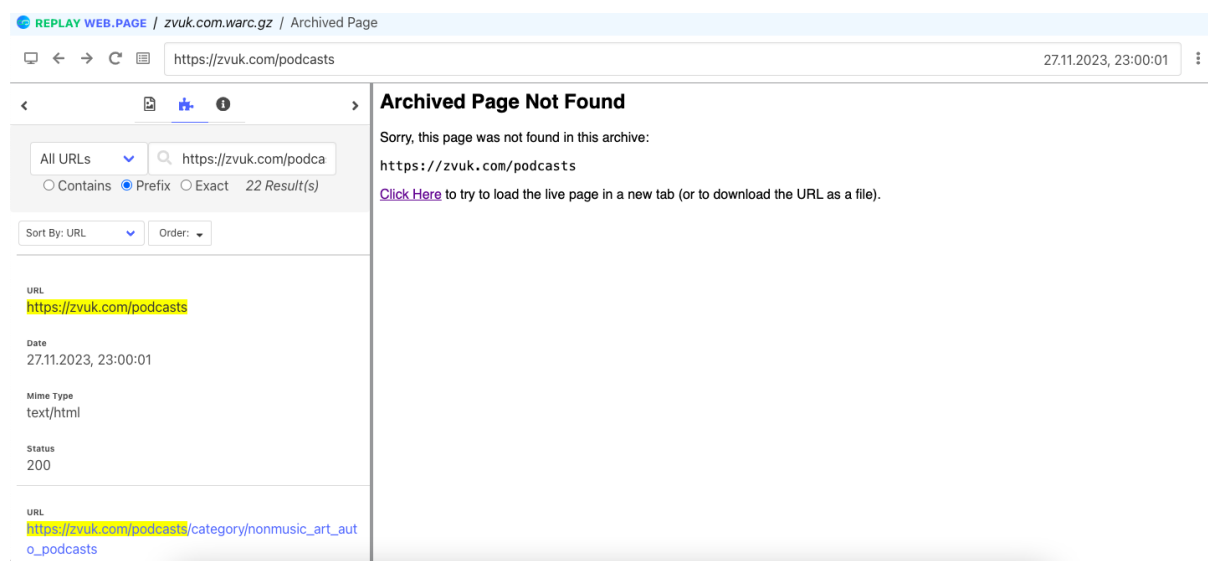 REPLAY WEB.PAGE / zvuk.com.warc.gz / Archived Page
https://zvuk.com/podcasts 27.11.2023, 23:00:01
All URLs https://zvuk.com/podca
Contains Prefix Exact 22 Result(s)
Sort By: URL Order:
URL
https://zvuk.com/podcasts
Date
27.11.2023, 23:00:01
Mime Type
text/html
Status
200
URL
https://zvuk.com/podcasts/category/nonmusic_art_aut
o_podcasts
Archived Page Not Found
Sorry, this page was not found in this archive:
https://zvuk.com/podcasts
Click Here to try to load the live page in a new tab (or to download the URL as a file).